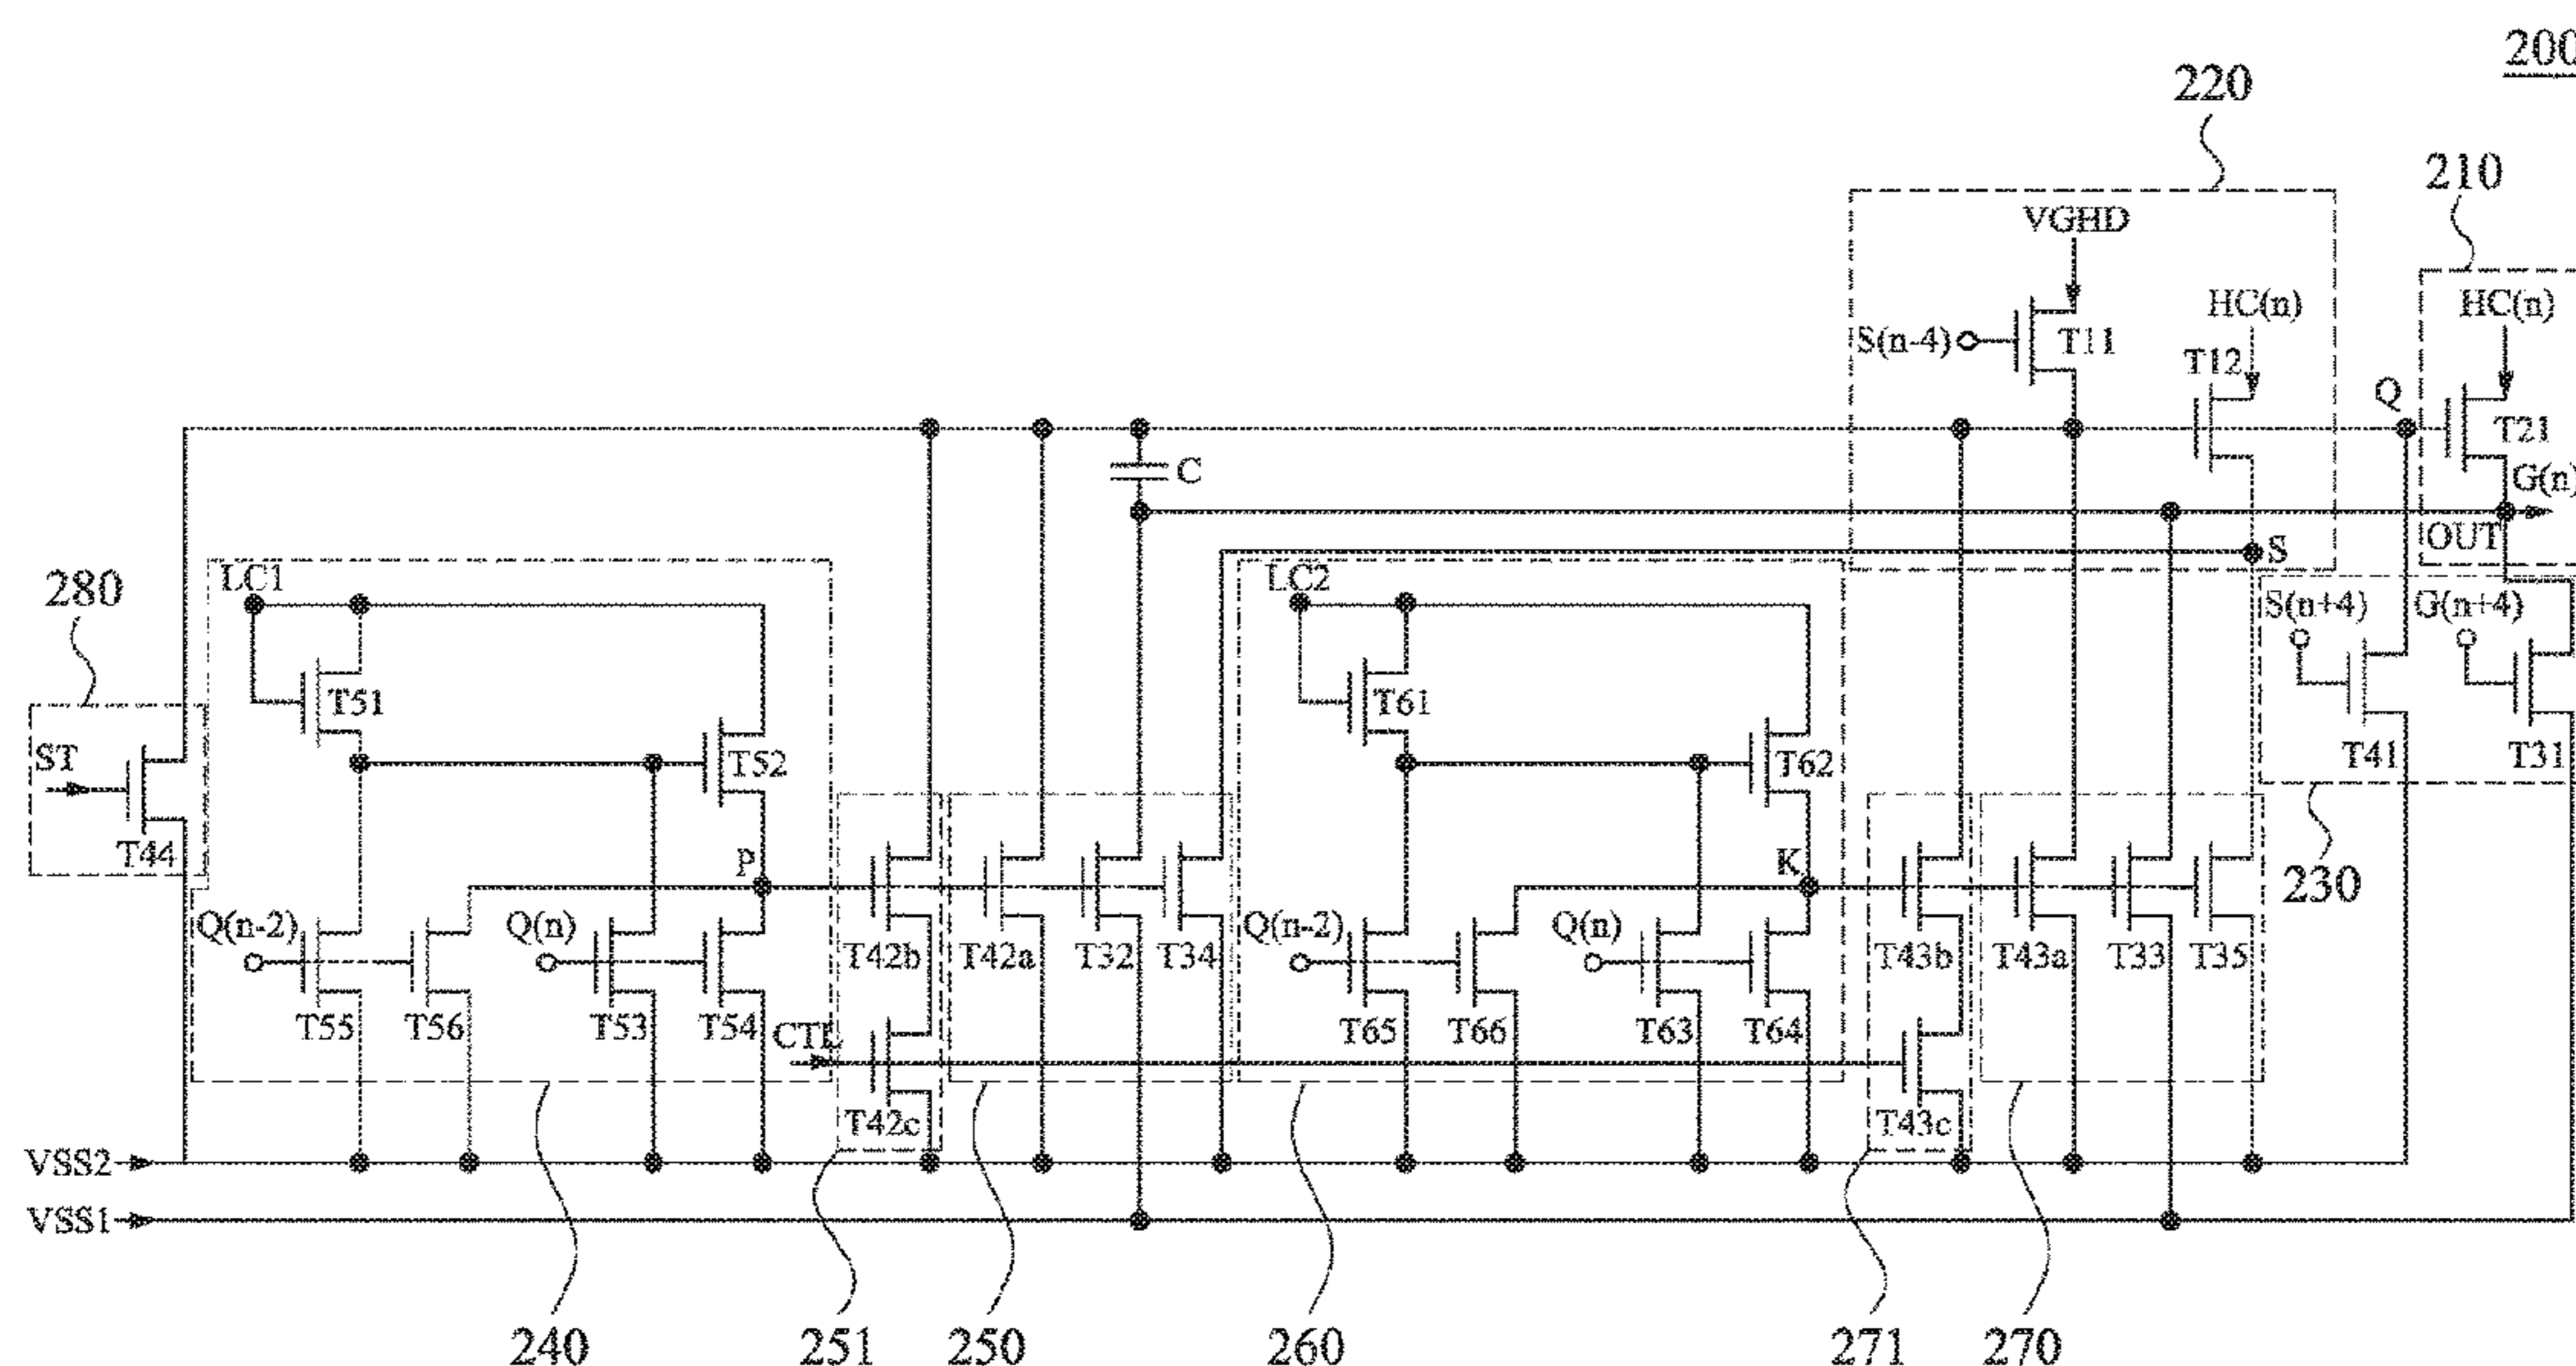 200
220
210
VGHD
HC(n)
HC(n)
S(n-4)
T11
T12
Q
T21
C
G(n)
OUT
S
280
LC1
LC2
S(n+4)
G(n+4)
T51
T61
ST
T52
T62
T41
T31
T44
P
K
230
Q(n-2)
Q(n)
T42b
T42a
T32
T34
Q(n-2)
Q(n)
T43b
T43a
T33
T35
T55
T56
T53
T54
CTL
T65
T66
T63
T64
T42c
T43c
VSS2
VSS1
240
251
250
260
271
270